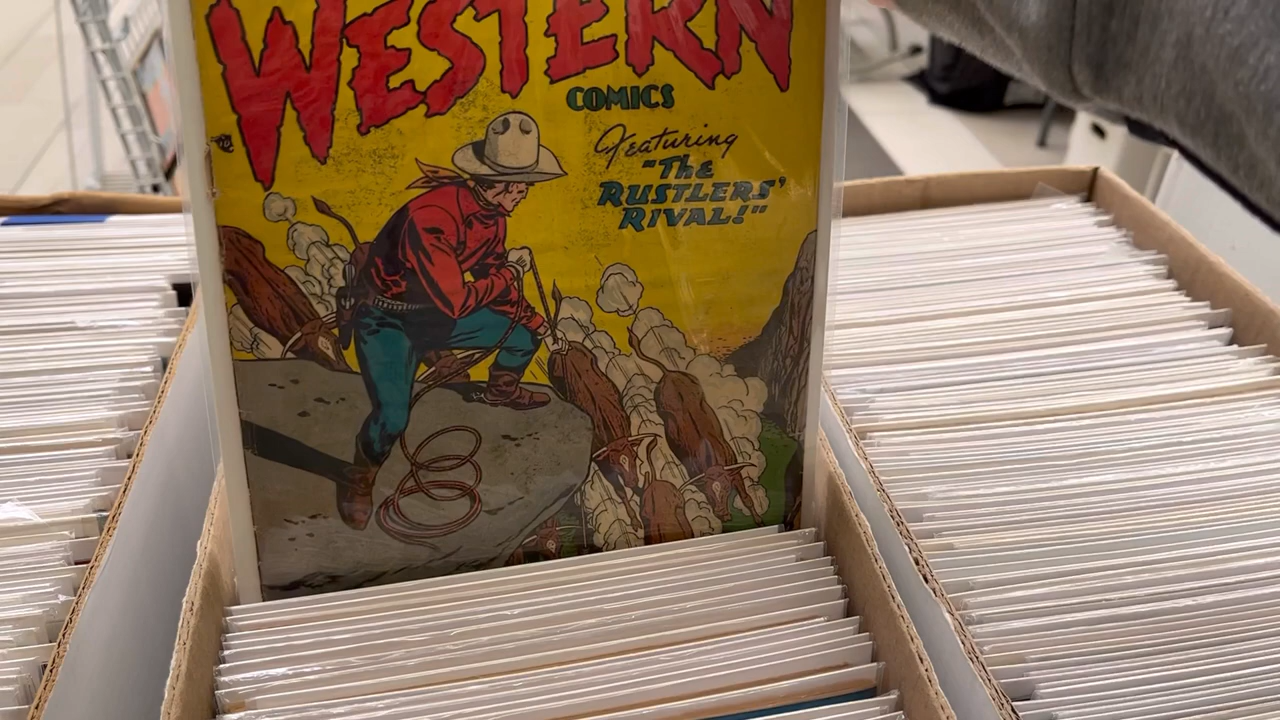 WESTERN
COMICS
Featuring
"The
RUSTLERS'
RIVAL!"